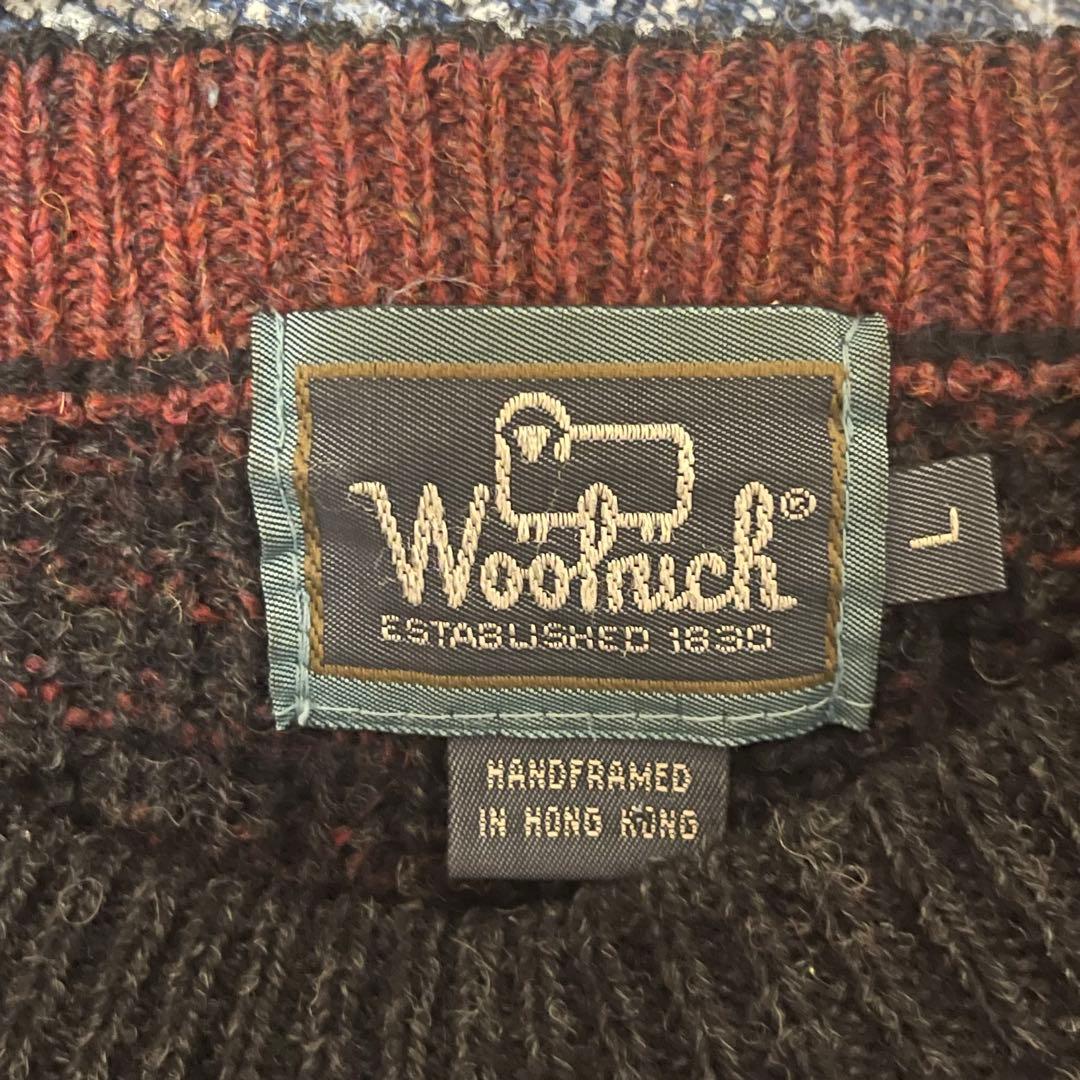 Woolrich®
ESTABLISHED 1830
L
HANDFRAMED
IN HONG KONG